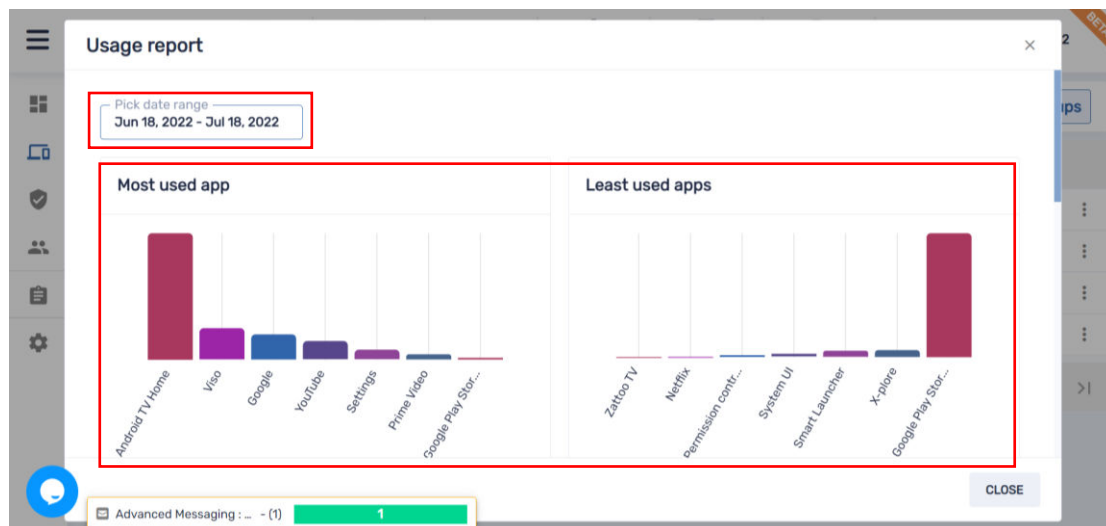 Usage report
×
2
BETA
Pick date range
Jun 18, 2022 - Jul 18, 2022
Most used app
Least used apps
Android TV Home
Viso
Google
YouTube
Settings
Prime Video
Google Play Stor...
Zattoo TV
Netflix
Permission contr...
System UI
Smart Launcher
X-plore
Google Play Stor...
CLOSE
Advanced Messaging : ... - (1)
1